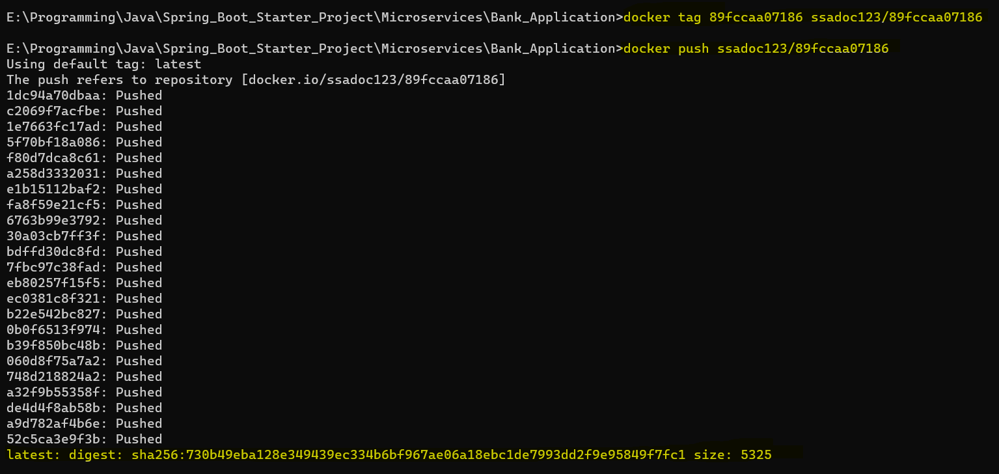 E:\Programming\Java\Spring_Boot_Starter_Project\Microservices\Bank_Application>docker tag 89fccaa07186 ssadoc123/89fccaa07186
E:\Programming\Java\Spring_Boot_Starter_Project\Microservices\Bank_Application>docker push ssadoc123/89fccaa07186
Using default tag: latest
The push refers to repository [docker.io/ssadoc123/89fccaa07186]
1dc94a70dbaa: Pushed
c2069f7acfbe: Pushed
1e7663fc17ad: Pushed
5f70bf18a086: Pushed
f80d7dca8c61: Pushed
a258d3332031: Pushed
e1b15112baf2: Pushed
fa8f59e21cf5: Pushed
6763b99e3792: Pushed
30a03cb7ff3f: Pushed
bdffd30dc8fd: Pushed
7fbc97c38fad: Pushed
eb80257f15f5: Pushed
ec0381c8f321: Pushed
b22e542bc827: Pushed
0b0f6513f974: Pushed
b39f850bc48b: Pushed
060d8f75a7a2: Pushed
748d218824a2: Pushed
a32f9b55358f: Pushed
de4d4f8ab58b: Pushed
a9d782af4b6e: Pushed
52c5ca3e9f3b: Pushed
latest: digest: sha256:730b49eba128e349439ec334b6bf967ae06a18ebc1de7993dd2f9e95849f7fc1 size: 5325